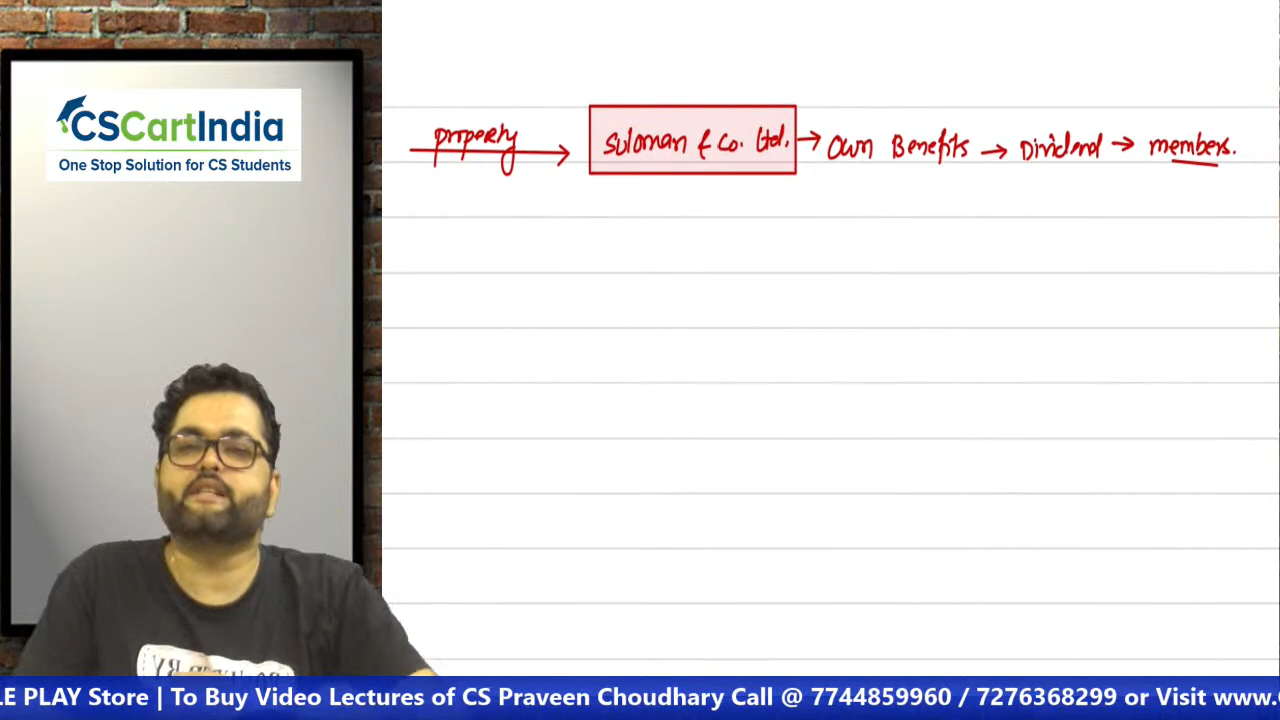 CSCartIndia
One Stop Solution for CS Students
property → Suloman & Co. Ltd. → Own Benefits → Dividend → members.
LE PLAY Store | To Buy Video Lectures of CS Praveen Choudhary Call @ 7744859960 / 7276368299 or Visit www.